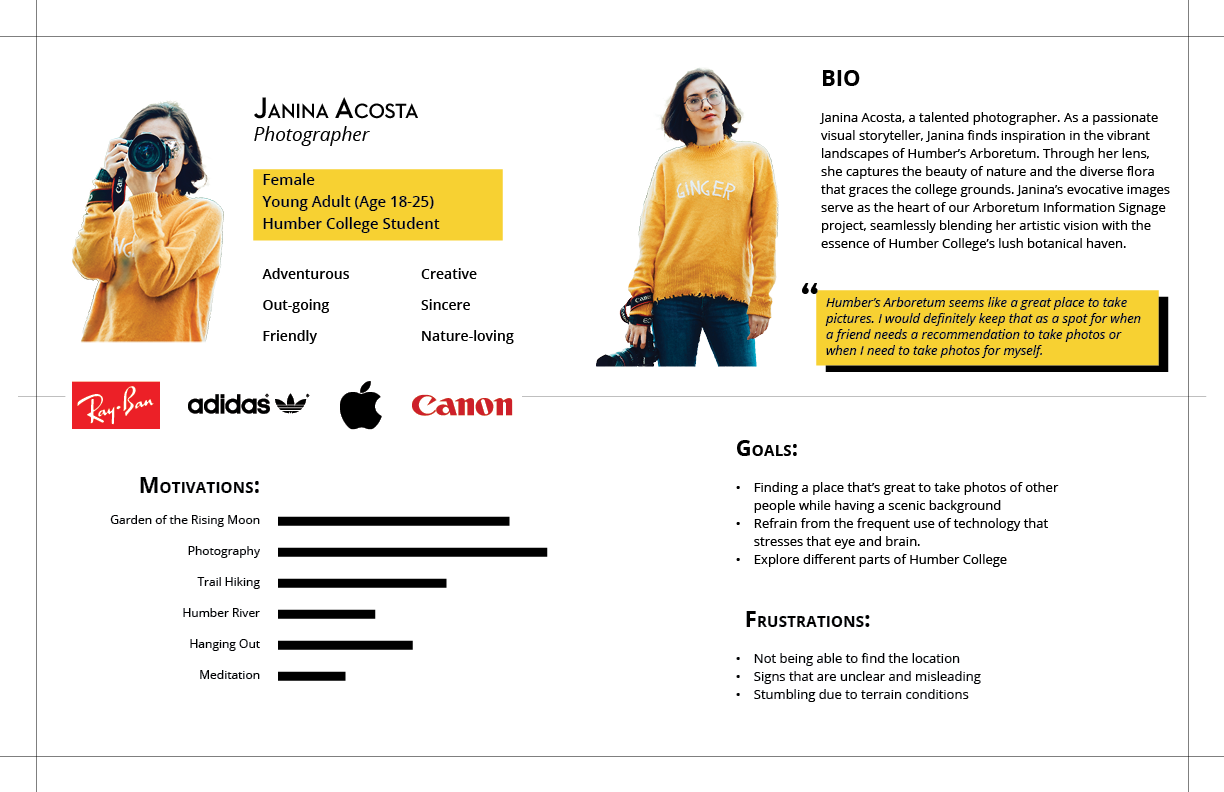 Janina Acosta
Photographer
Female
Young Adult (Age 18-25)
Humber College Student
Adventurous
Creative
Out-going
Sincere
Friendly
Nature-loving
Canon
GINGER
Canon
BIO
Janina Acosta, a talented photographer. As a passionate
visual storyteller, Janina finds inspiration in the vibrant
landscapes of Humber's Arboretum. Through her lens,
she captures the beauty of nature and the diverse flora
that graces the college grounds. Janina's evocative images
serve as the heart of our Arboretum Information Signage
project, seamlessly blending her artistic vision with the
essence of Humber College's lush botanical haven.
“
Humber's Arboretum seems like a great place to take
pictures. I would definitely keep that as a spot for when
a friend needs a recommendation to take photos or
when I need to take photos for myself.
Ray-Ban
adidas
Canon
Motivations:
Garden of the Rising Moon
Photography
Trail Hiking
Humber River
Hanging Out
Meditation
Goals:
• Finding a place that's great to take photos of other
people while having a scenic background
• Refrain from the frequent use of technology that
stresses that eye and brain.
• Explore different parts of Humber College
Frustrations:
• Not being able to find the location
• Signs that are unclear and misleading
• Stumbling due to terrain conditions